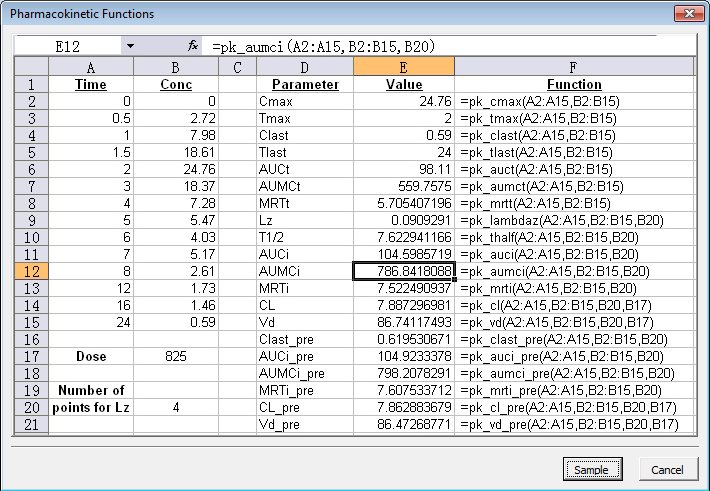 Pharmacokinetic Functions
E12 fx =pk_aumci(A2:A15,B2:B15,B20)
A B C D E F
1 Time Conc Parameter Value Function
2 0 0 Cmax 24.76 =pk_cmax(A2:A15,B2:B15)
3 0.5 2.72 Tmax 2 =pk_tmax(A2:A15,B2:B15)
4 1 7.98 Clast 0.59 =pk_clast(A2:A15,B2:B15)
5 1.5 18.61 Tlast 24 =pk_tlast(A2:A15,B2:B15)
6 2 24.76 AUCt 98.11 =pk_auct(A2:A15,B2:B15)
7 3 18.37 AUMCt 559.7575 =pk_aumct(A2:A15,B2:B15)
8 4 7.28 MRTt 5.705407196 =pk_mrtt(A2:A15,B2:B15)
9 5 5.47 Lz 0.0909291 =pk_lambdaz(A2:A15,B2:B15,B20)
10 6 4.03 T1/2 7.622941166 =pk_thalf(A2:A15,B2:B15,B20)
11 7 5.17 AUCi 104.5985719 =pk_auci(A2:A15,B2:B15,B20)
12 8 2.61 AUMCi 786.8418088 =pk_aumci(A2:A15,B2:B15,B20)
13 12 1.73 MRTi 7.522490937 =pk_mrti(A2:A15,B2:B15,B20)
14 16 1.46 CL 7.887296981 =pk_cl(A2:A15,B2:B15,B20,B17)
15 24 0.59 Vd 86.74117493 =pk_vd(A2:A15,B2:B15,B20,B17)
16 Clast_pre 0.619530671 =pk_clast_pre(A2:A15,B2:B15,B20)
17 Dose 825 AUCi_pre 104.9233378 =pk_auci_pre(A2:A15,B2:B15,B20)
18 AUMCi_pre 798.2078291 =pk_aumci_pre(A2:A15,B2:B15,B20)
19 Number of MRTi_pre 7.607533712 =pk_mrti_pre(A2:A15,B2:B15,B20)
20 points for Lz 4 CL_pre 7.862883679 =pk_cl_pre(A2:A15,B2:B15,B20,B17)
21 Vd_pre 86.47268771 =pk_vd_pre(A2:A15,B2:B15,B20,B17)
Sample Cancel